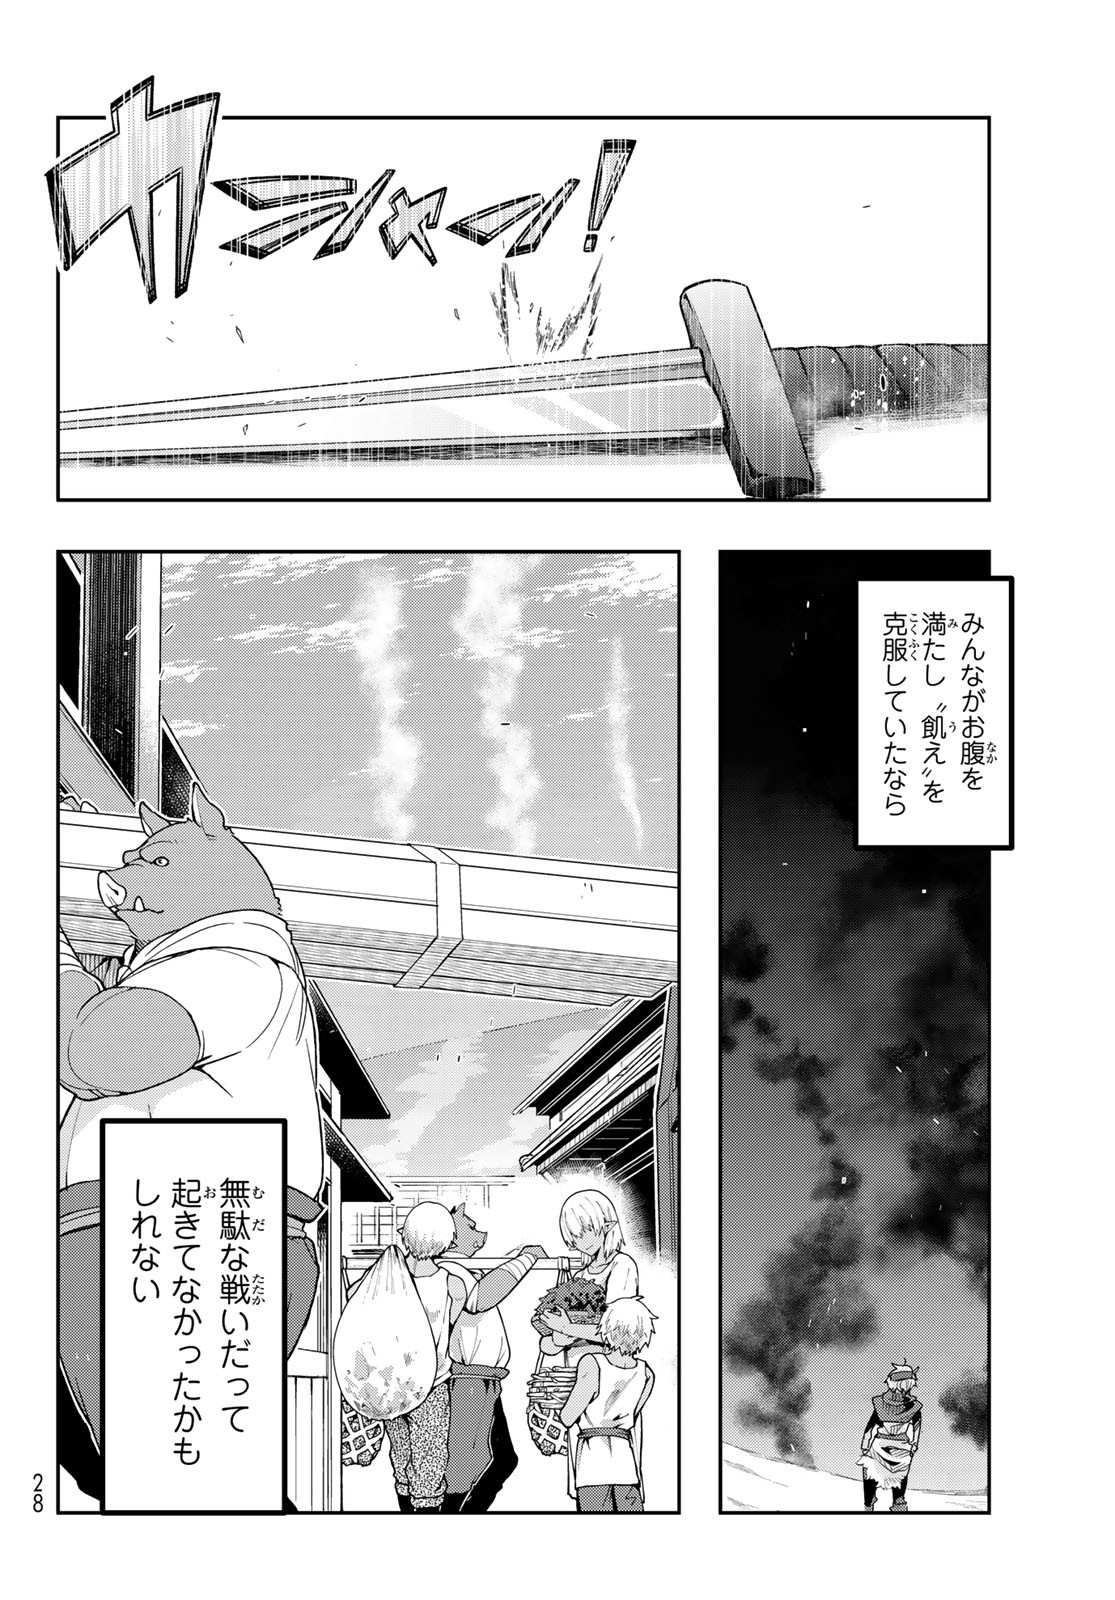 ガシャーン!
みんながお腹を
満たし〝飢え〟を
克服していたなら
無駄な戦いだって
起きてなかったかも
しれない
28